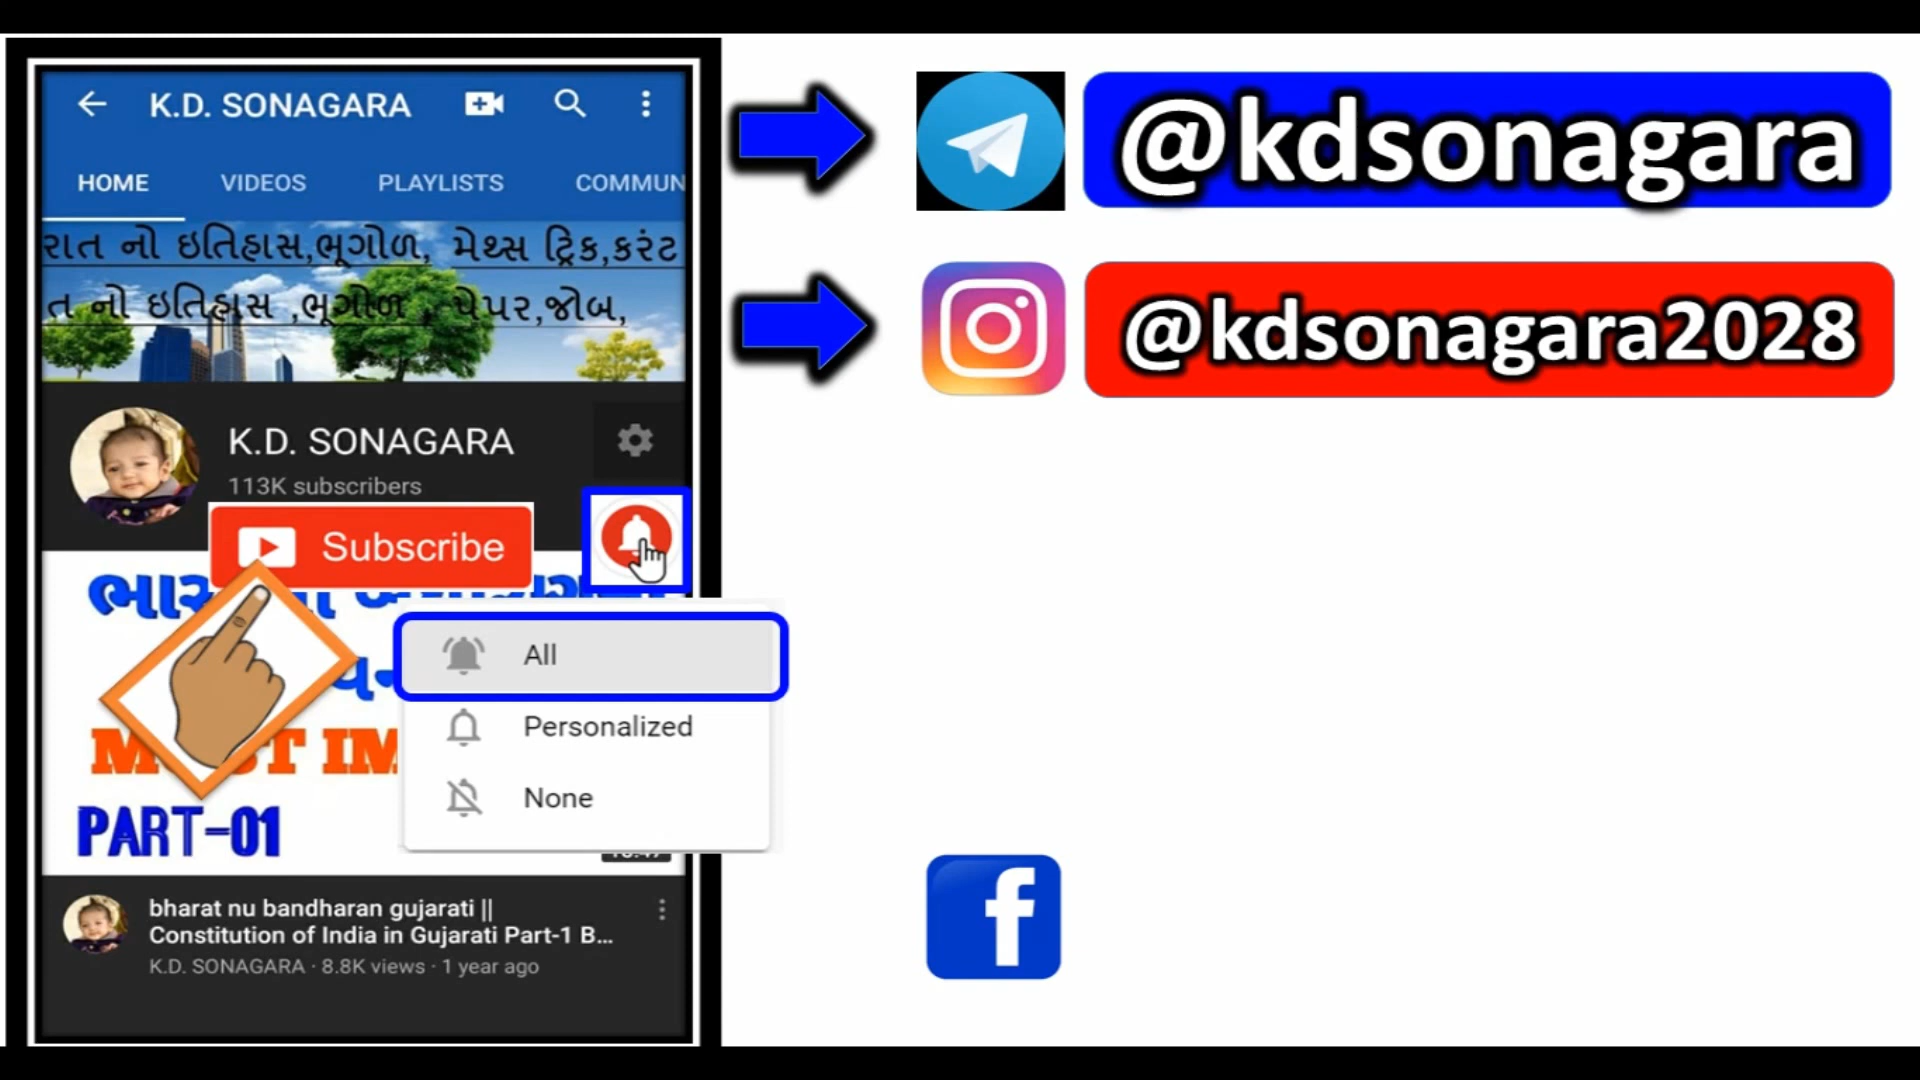 K.D. SONAGARA
HOME VIDEOS PLAYLISTS COMMUN
રાત નો ઇતિહાસ,ભૂગોળ, મેથ્સ ટ્રિક,કરંટ
ત નો ઇતિહાસ ,ભૂગોળ , પેપર,જોબ,
K.D. SONAGARA
113K subscribers
Subscribe
All
Personalized
None
PART-01
bharat nu bandharan gujarati ||
Constitution of India in Gujarati Part-1 B...
K.D. SONAGARA · 8.8K views · 1 year ago
@kdsonagara
@kdsonagara2028
f